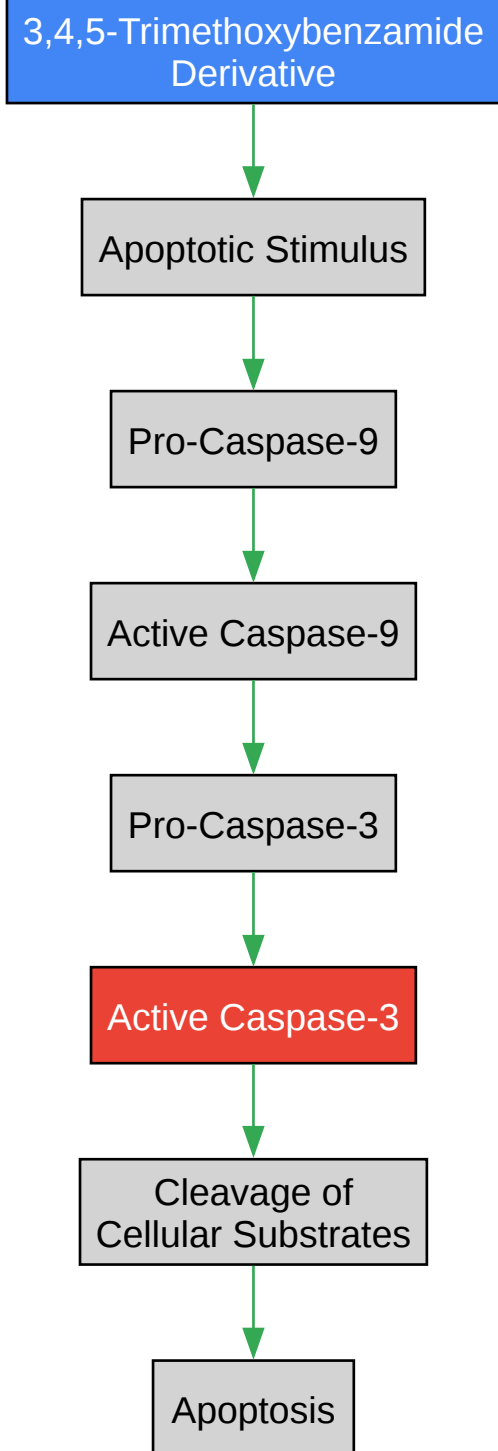 3,4,5-Trimethoxybenzamide
Derivative
Apoptotic Stimulus
Pro-Caspase-9
Active Caspase-9
Pro-Caspase-3
Active Caspase-3
Cleavage of
Cellular Substrates
Apoptosis